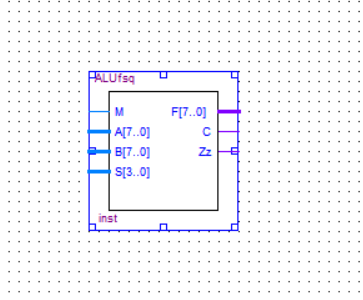 ALUfsq
M F[7..0]
A[7..0] C
B[7..0] Zz
S[3..0]
inst